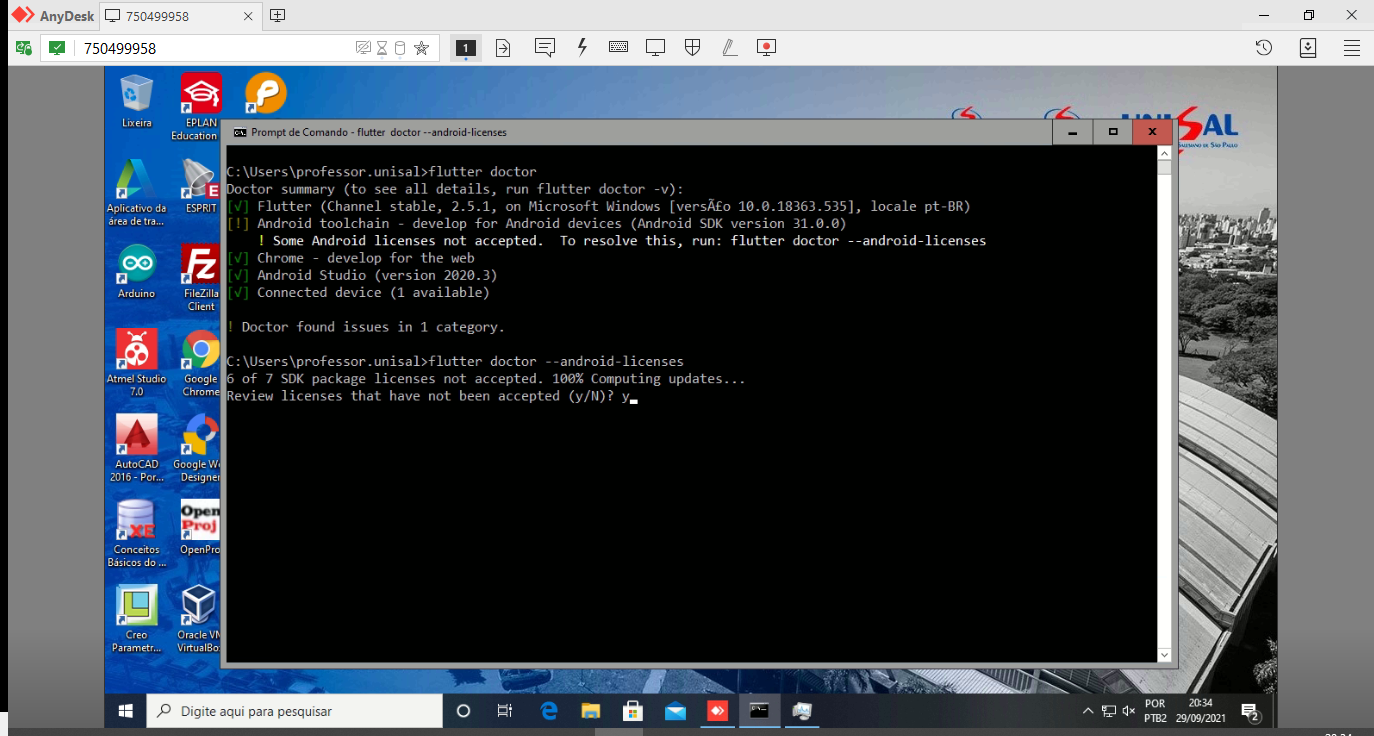 AnyDesk
750499958
750499958
1
Lixeira
EPLAN
Education
UNISAL
SALESIANO DE SÃO PAULO
Prompt de Comando - flutter doctor --android-licenses
C:\Users\professor.unisal>flutter doctor
Doctor summary (to see all details, run flutter doctor -v):
[√] Flutter (Channel stable, 2.5.1, on Microsoft Windows [versÃ£o 10.0.18363.535], locale pt-BR)
[!] Android toolchain - develop for Android devices (Android SDK version 31.0.0)
! Some Android licenses not accepted.  To resolve this, run: flutter doctor --android-licenses
[√] Chrome - develop for the web
[√] Android Studio (version 2020.3)
[√] Connected device (1 available)
! Doctor found issues in 1 category.
C:\Users\professor.unisal>flutter doctor --android-licenses
6 of 7 SDK package licenses not accepted. 100% Computing updates...
Review licenses that have not been accepted (y/N)? y
Aplicativo da
área de tra...
ESPRIT
Arduino
FileZilla
Client
Atmel Studio
7.0
Google
Chrome
AutoCAD
2016 - Por...
Google We
Designer
Open
Proj
XE
Conceitos
Básicos do ...
OpenPro
Creo
Parametr...
Oracle VM
VirtualBo
Digite aqui para pesquisar
POR
PTB2
20:34
29/09/2021
2